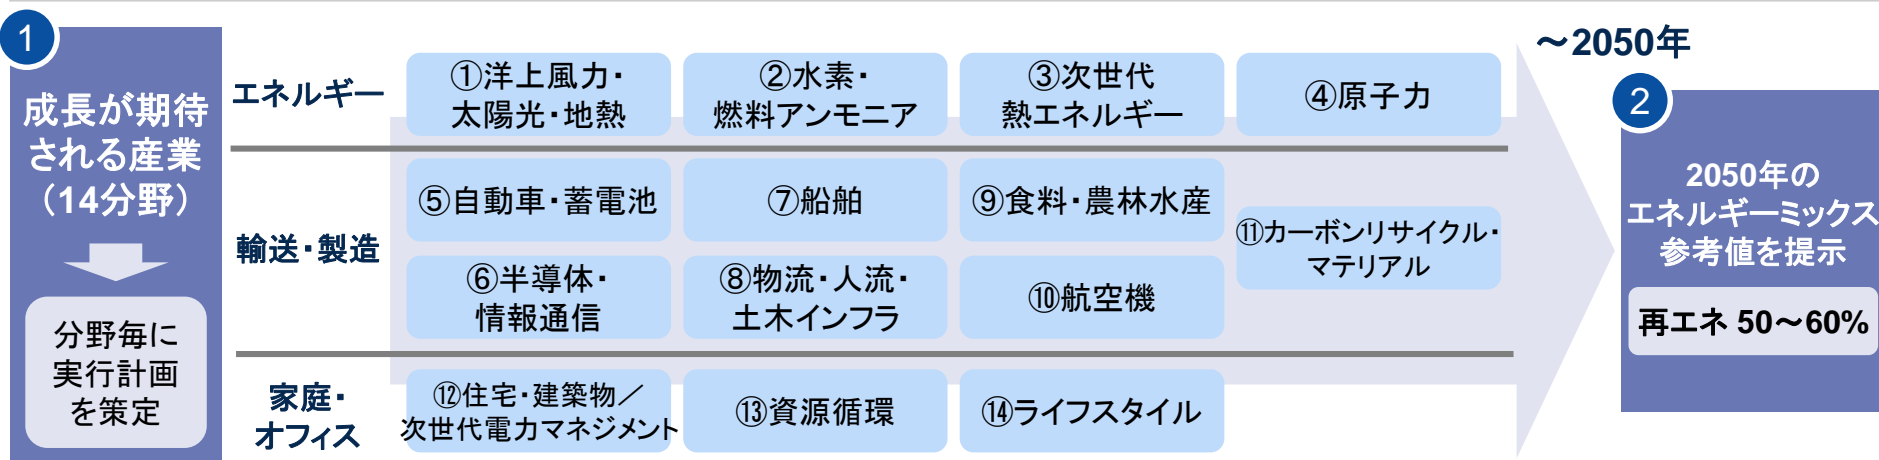 1
成長が期待
される産業
（14分野）
分野毎に
実行計画
を策定
エネルギー
①洋上風力・
太陽光・地熱
②水素・
燃料アンモニア
③次世代
熱エネルギー
④原子力
輸送・製造
⑤自動車・蓄電池
⑦船舶
⑨食料・農林水産
⑪カーボンリサイクル・
マテリアル
⑥半導体・
情報通信
⑧物流・人流・
土木インフラ
⑩航空機
家庭・
オフィス
⑫住宅・建築物／
次世代電力マネジメント
⑬資源循環
⑭ライフスタイル
～2050年
2
2050年の
エネルギーミックス
参考値を提示
再エネ 50～60%